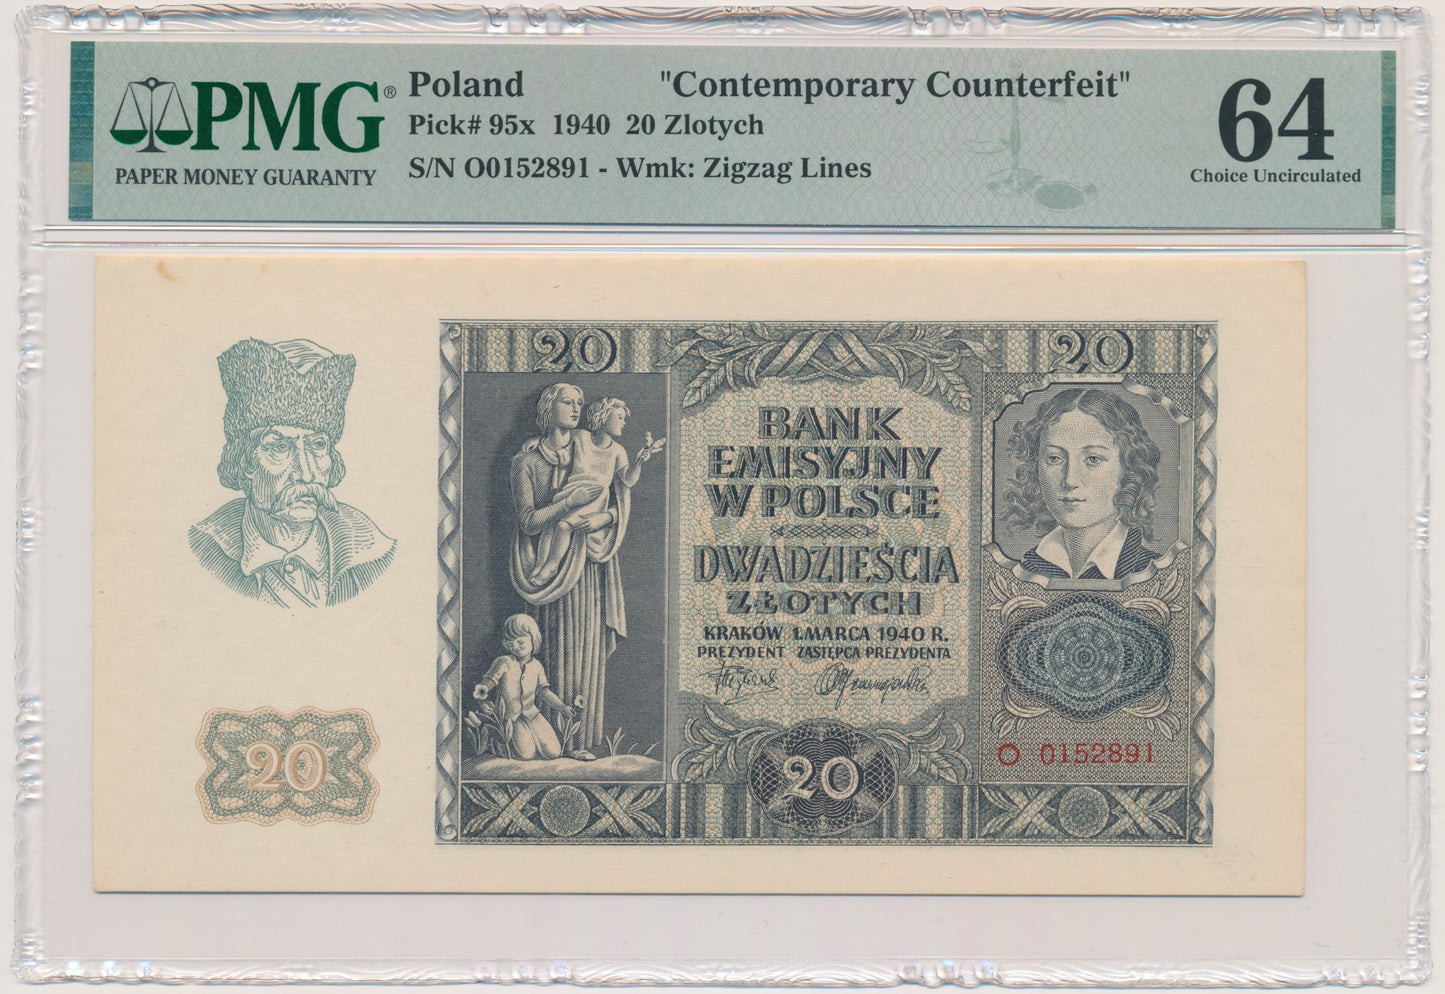 PMG®
PAPER MONEY GUARANTY
Poland "Contemporary Counterfeit"
Pick# 95x 1940 20 Zlotych
S/N O0152891 - Wmk: Zigzag Lines
64
Choice Uncirculated
20 20
BANK
EMISYJNY
W POLSCE
DWADZIEŚCIA
ZŁOTYCH
KRAKÓW 1.MARCA 1940 R.
PREZYDENT ZASTĘPCA PREZYDENTA
O 0152891
20 20